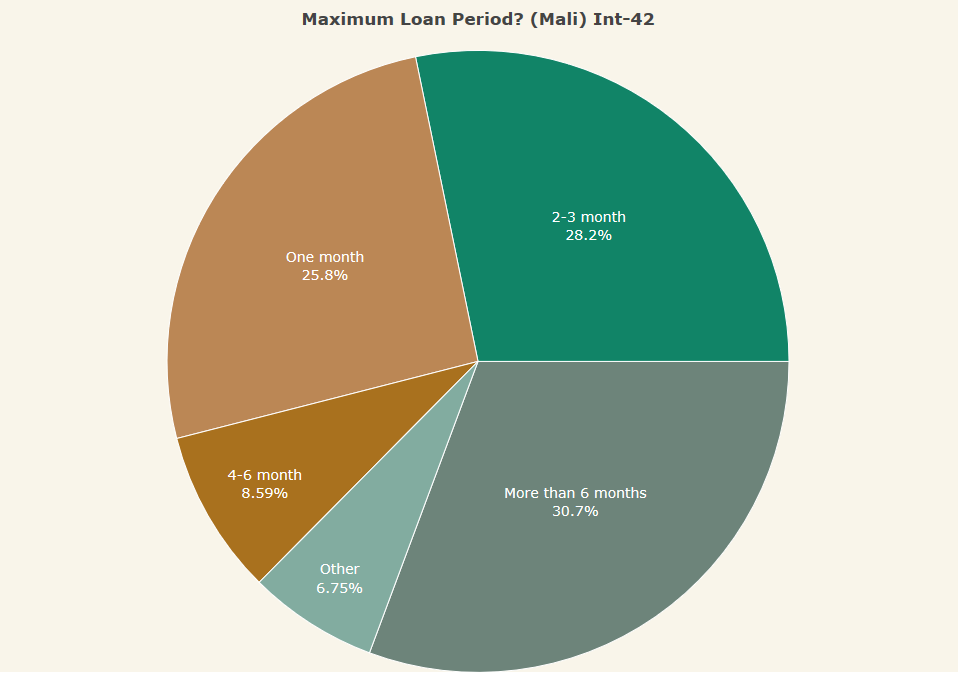 Maximum Loan Period? (Mali) Int-42
2-3 month
28.2%
One month
25.8%
4-6 month
8.59%
More than 6 months
30.7%
Other
6.75%